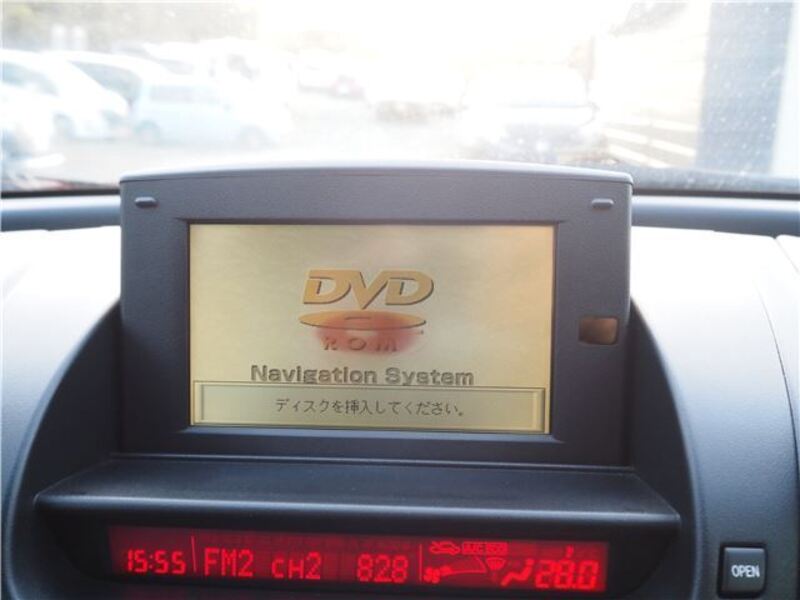 DVD
ROM
Navigation System
ディスクを挿入してください。
15:55 FM2 CH2 828 A/C ECO 28.0
OPEN